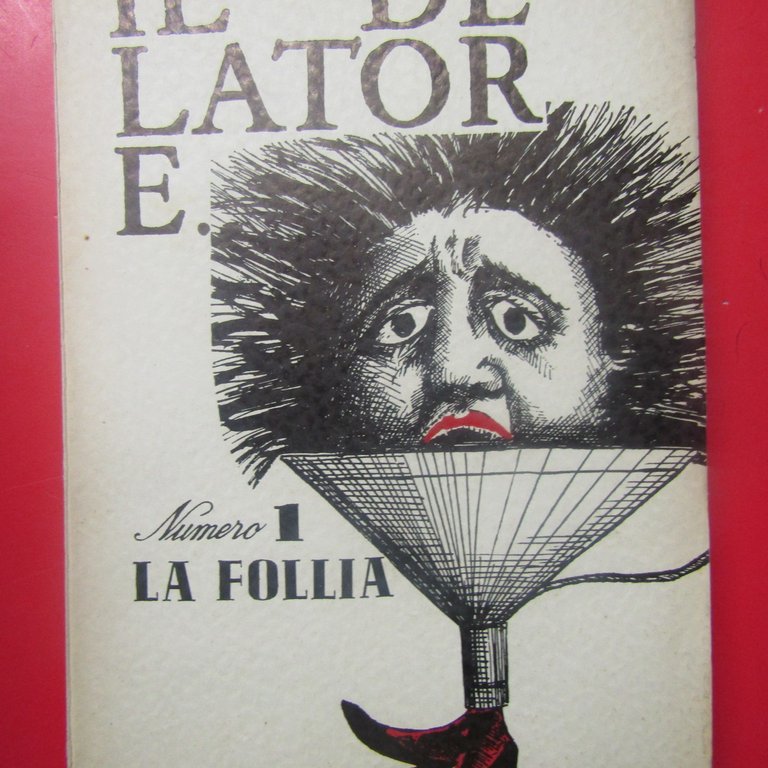 IL DE
LATOR,
E.
Numero 1
LA FOLLIA